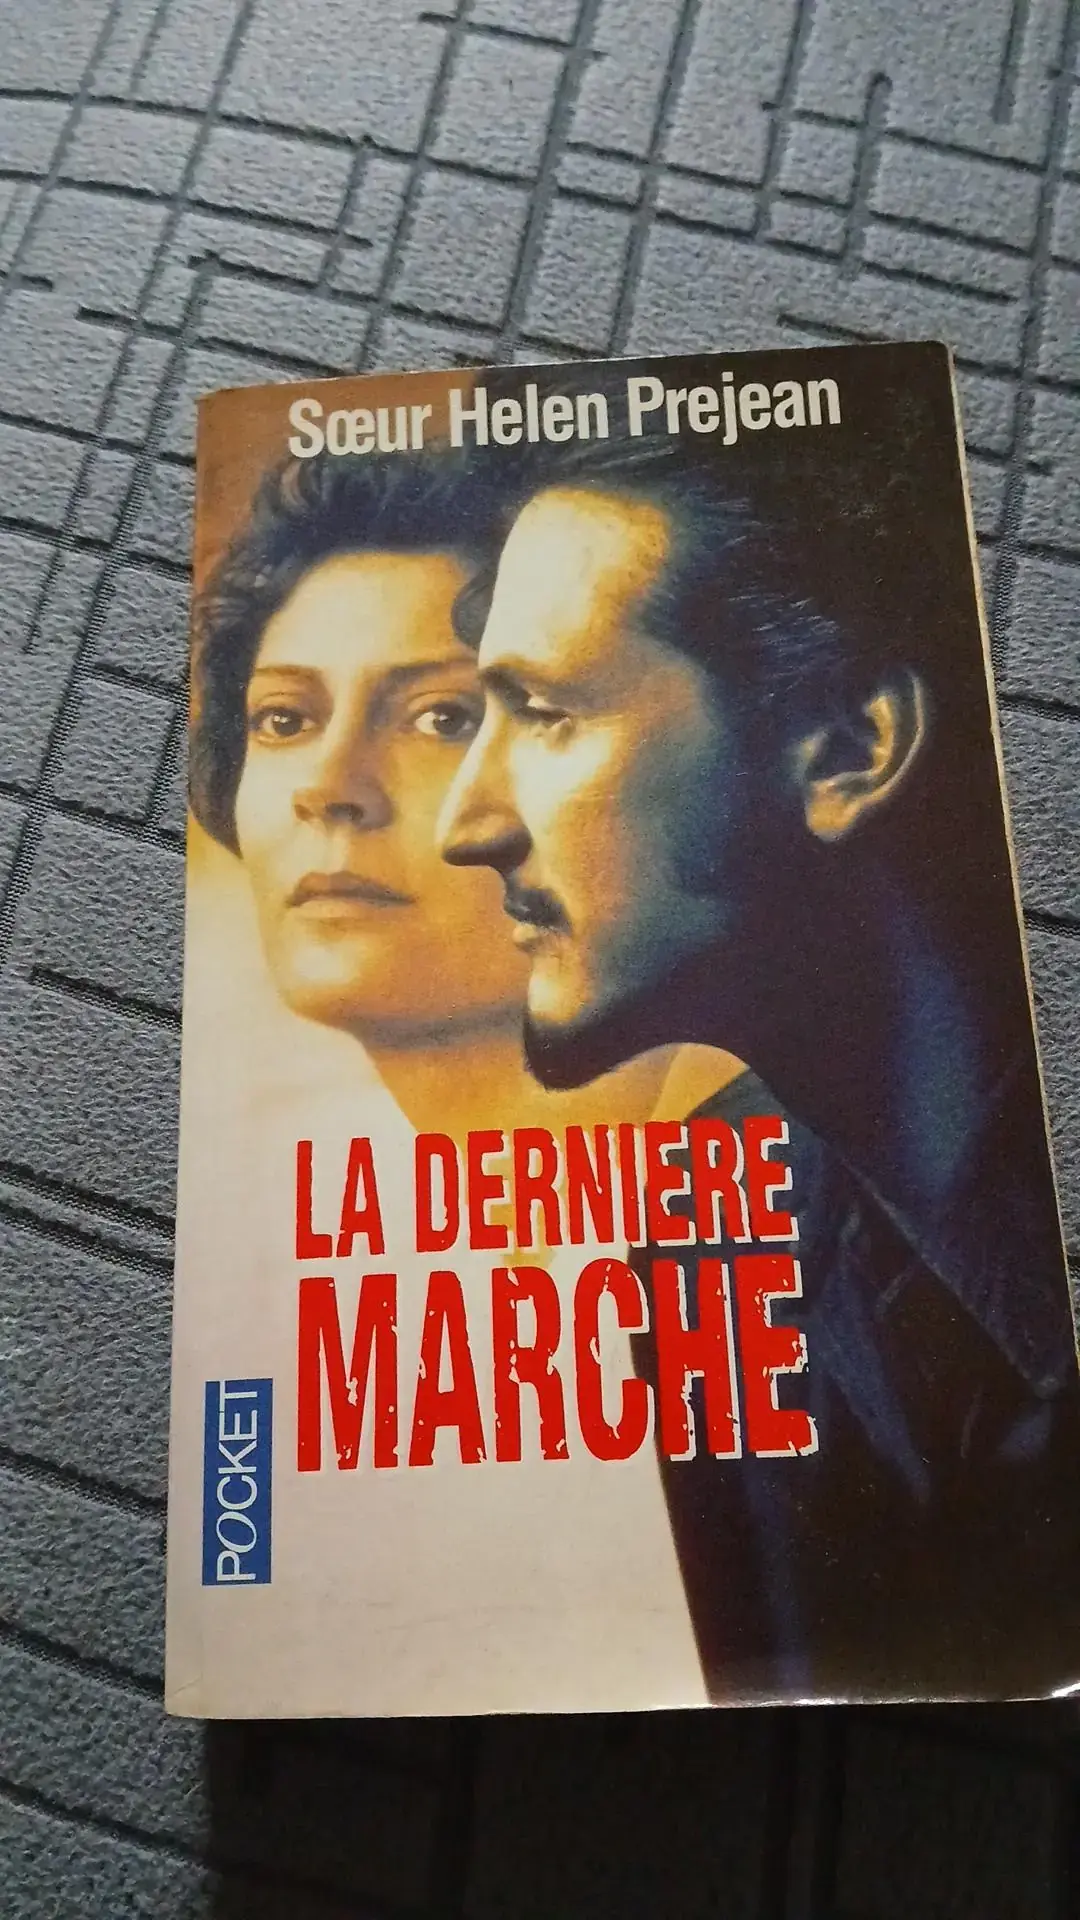 Sœur Helen Prejean
LA DERNIERE
MARCHE
POCKET